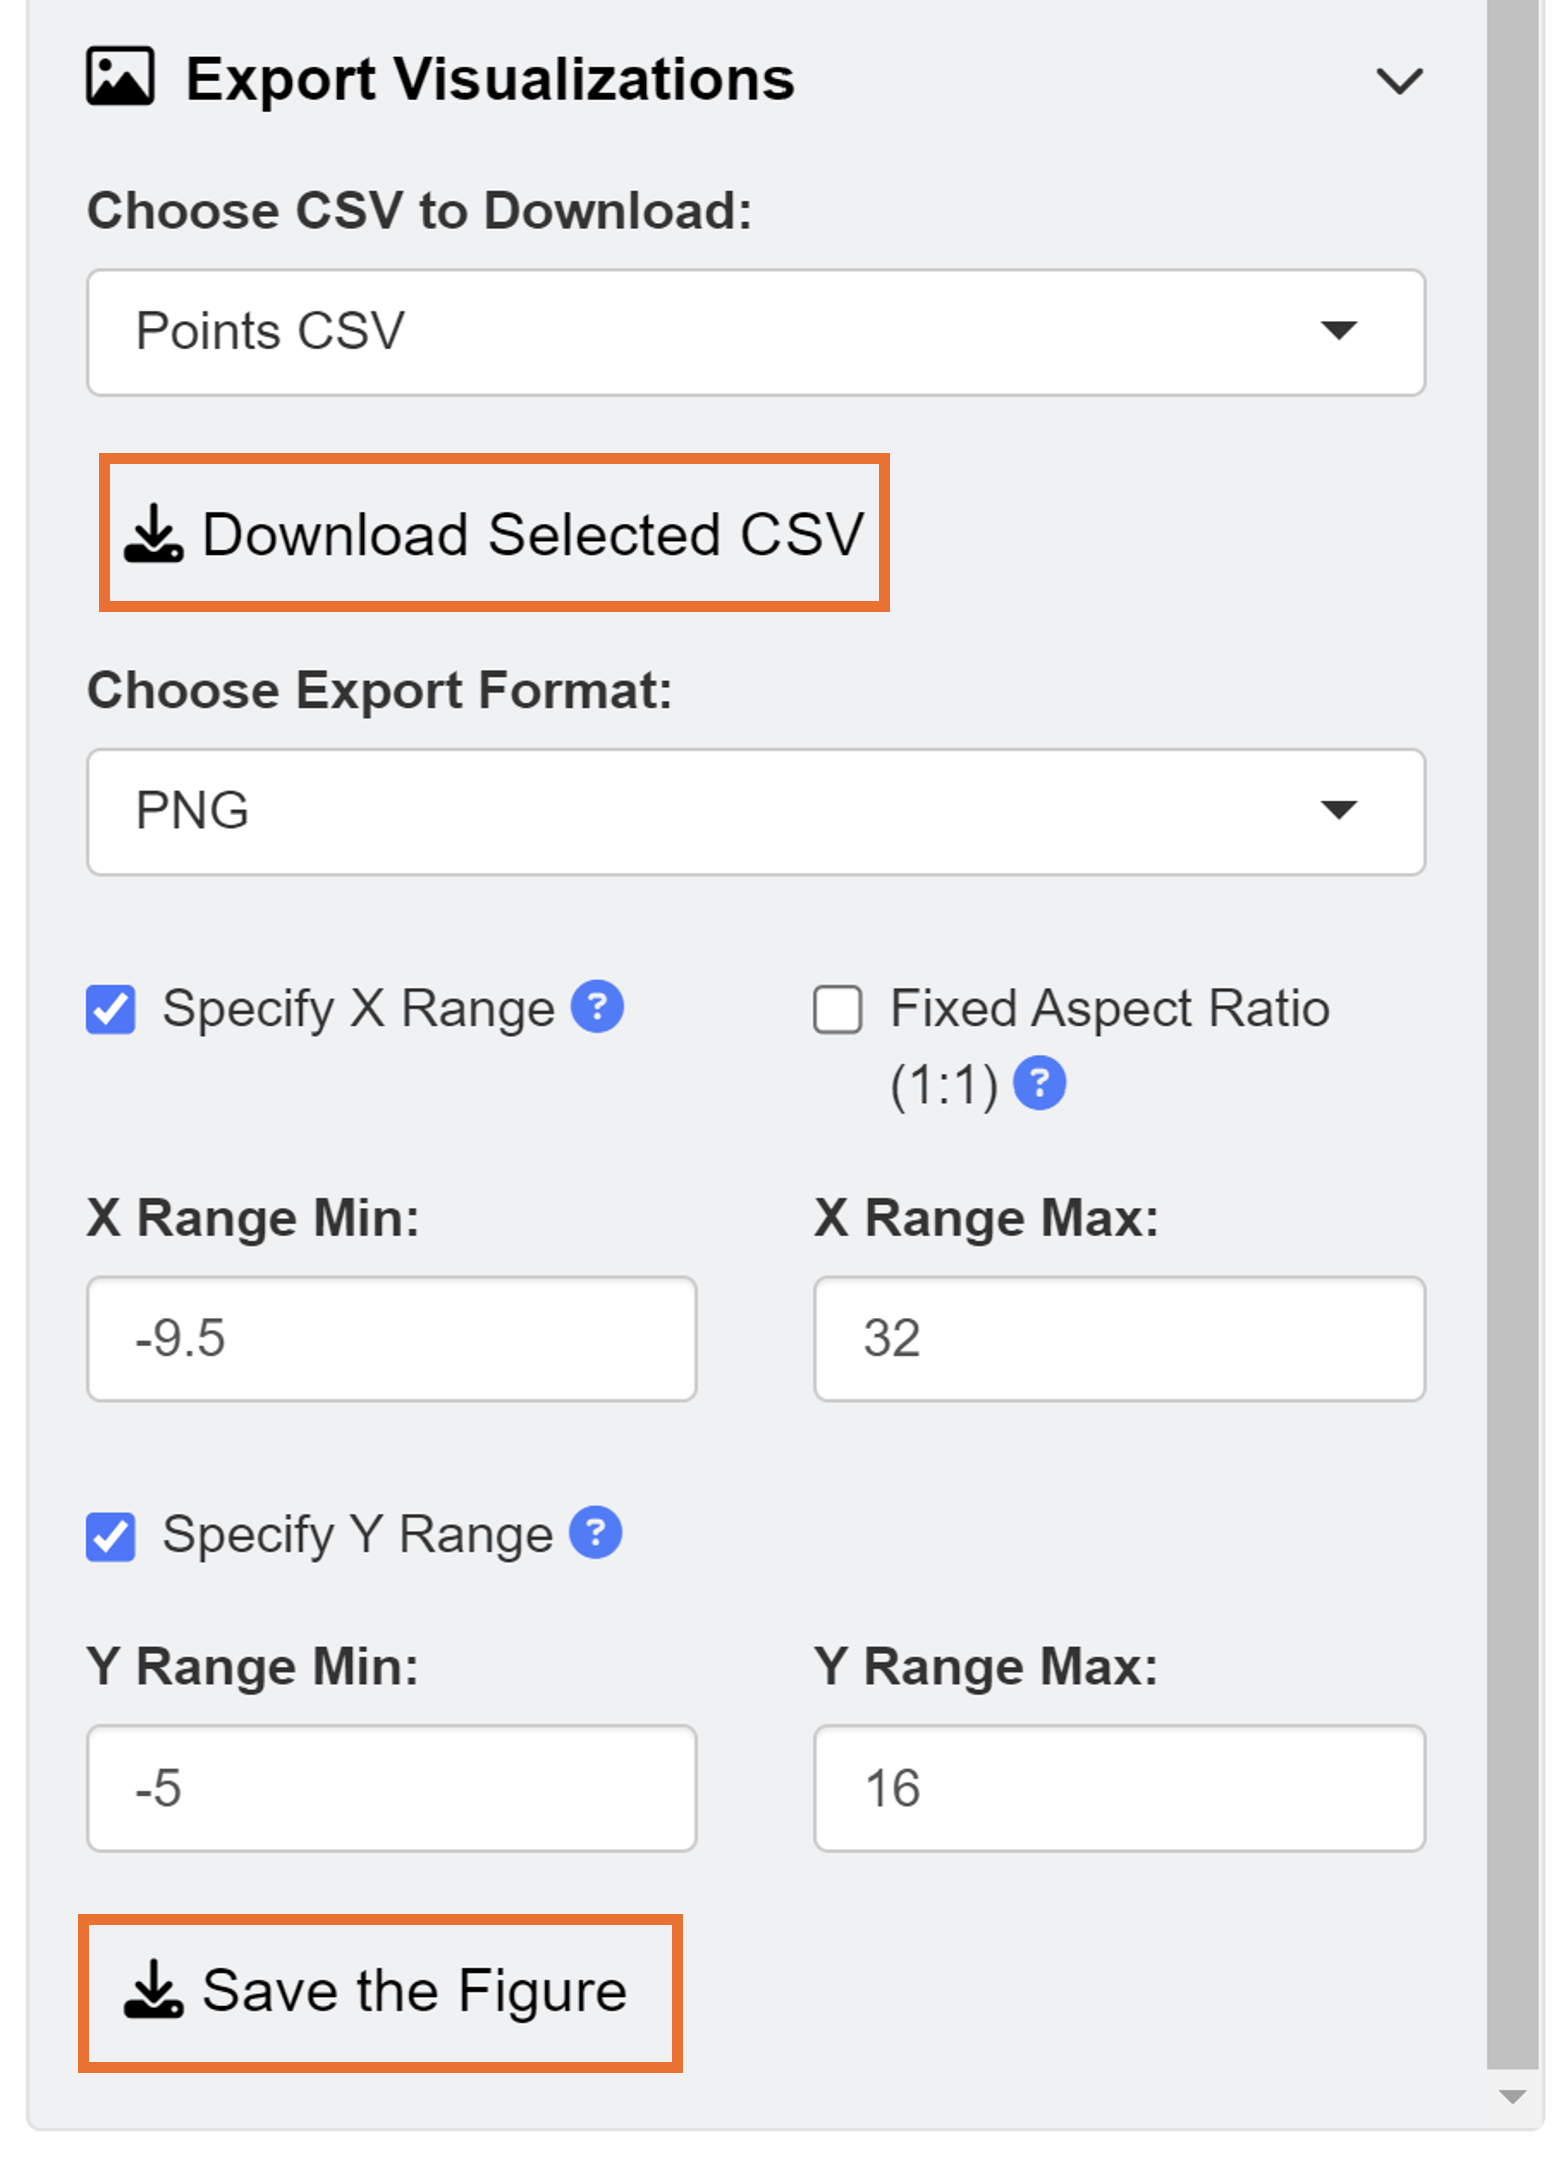 Export Visualizations
Choose CSV to Download:
Points CSV
Download Selected CSV
Choose Export Format:
PNG
Specify X Range ?
Fixed Aspect Ratio
(1:1) ?
X Range Min:
X Range Max:
-9.5
32
Specify Y Range ?
Y Range Min:
Y Range Max:
-5
16
Save the Figure